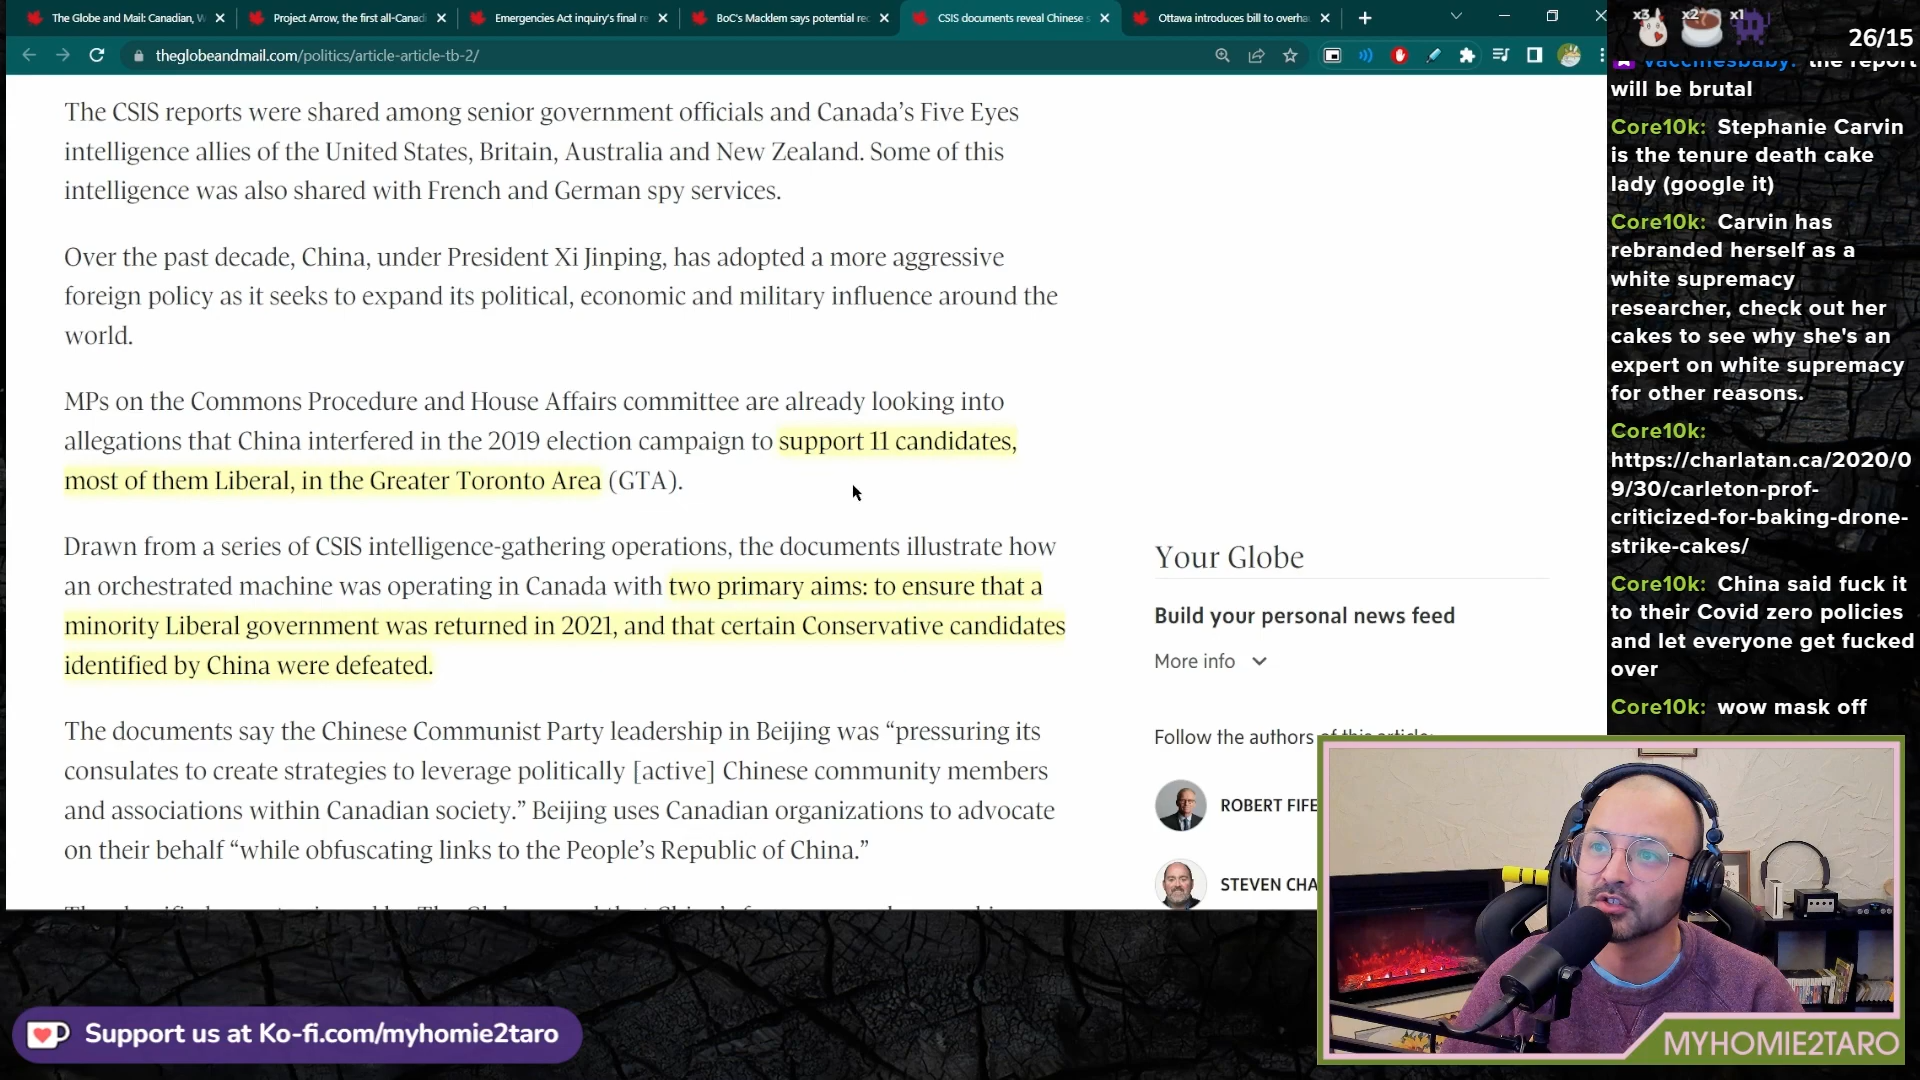 The Globe and Mail: Canadian, W
Project Arrow, the first all-Canadi
Emergencies Act inquiry's final re
BoC's Macklem says potential rec
CSIS documents reveal Chinese s
Ottawa introduces bill to overha
theglobeandmail.com/politics/article-article-tb-2/
The CSIS reports were shared among senior government officials and Canada's Five Eyes
intelligence allies of the United States, Britain, Australia and New Zealand. Some of this
intelligence was also shared with French and German spy services.
Over the past decade, China, under President Xi Jinping, has adopted a more aggressive
foreign policy as it seeks to expand its political, economic and military influence around the
world.
MPs on the Commons Procedure and House Affairs committee are already looking into
allegations that China interfered in the 2019 election campaign to support 11 candidates,
most of them Liberal, in the Greater Toronto Area (GTA).
Drawn from a series of CSIS intelligence-gathering operations, the documents illustrate how
an orchestrated machine was operating in Canada with two primary aims: to ensure that a
minority Liberal government was returned in 2021, and that certain Conservative candidates
identified by China were defeated.
The documents say the Chinese Communist Party leadership in Beijing was “pressuring its
consulates to create strategies to leverage politically [active] Chinese community members
and associations within Canadian society.” Beijing uses Canadian organizations to advocate
on their behalf “while obfuscating links to the People's Republic of China.”
Your Globe
Build your personal news feed
More info
Follow the authors of this article:
ROBERT FIFE
STEVEN CHA
x3 x2 x1
26/15
vaccinesbaby: the report
will be brutal
Core10k: Stephanie Carvin
is the tenure death cake
lady (google it)
Core10k: Carvin has
rebranded herself as a
white supremacy
researcher, check out her
cakes to see why she's an
expert on white supremacy
for other reasons.
Core10k:
https://charlatan.ca/2020/0
9/30/carleton-prof-
criticized-for-baking-drone-
strike-cakes/
Core10k: China said fuck it
to their Covid zero policies
and let everyone get fucked
over
Core10k: wow mask off
Support us at Ko-fi.com/myhomie2taro
MYHOMIE2TARO